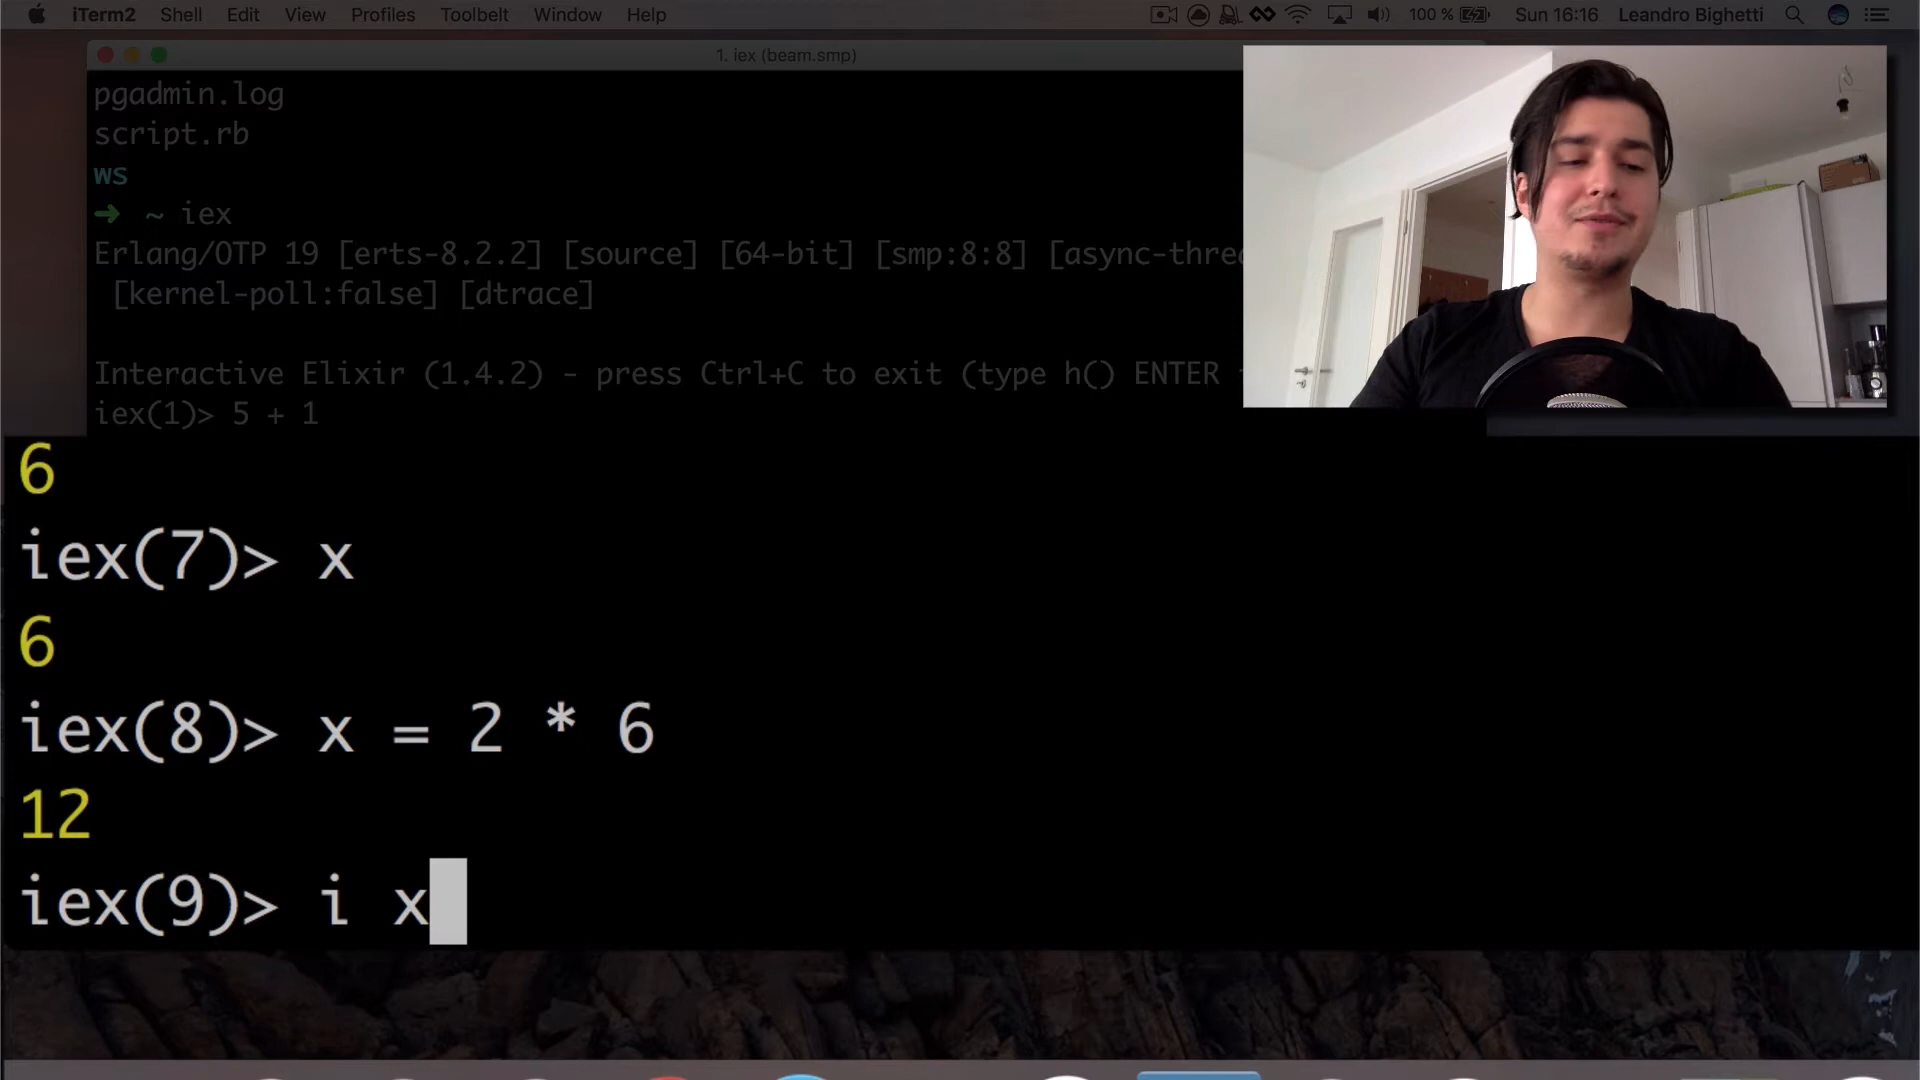 iTerm2 Shell Edit View Profiles Toolbelt Window Help 100 % Sun 16:16 Leandro Bighetti
1. iex (beam.smp)
pgadmin.log
script.rb
WS
➜ ~ iex
Erlang/OTP 19 [erts-8.2.2] [source] [64-bit] [smp:8:8] [async-threa
[kernel-poll:false] [dtrace]
Interactive Elixir (1.4.2) - press Ctrl+C to exit (type h() ENTER
iex(1)> 5 + 1
6
iex(7)> x
6
iex(8)> x = 2 * 6
12
iex(9)> i x